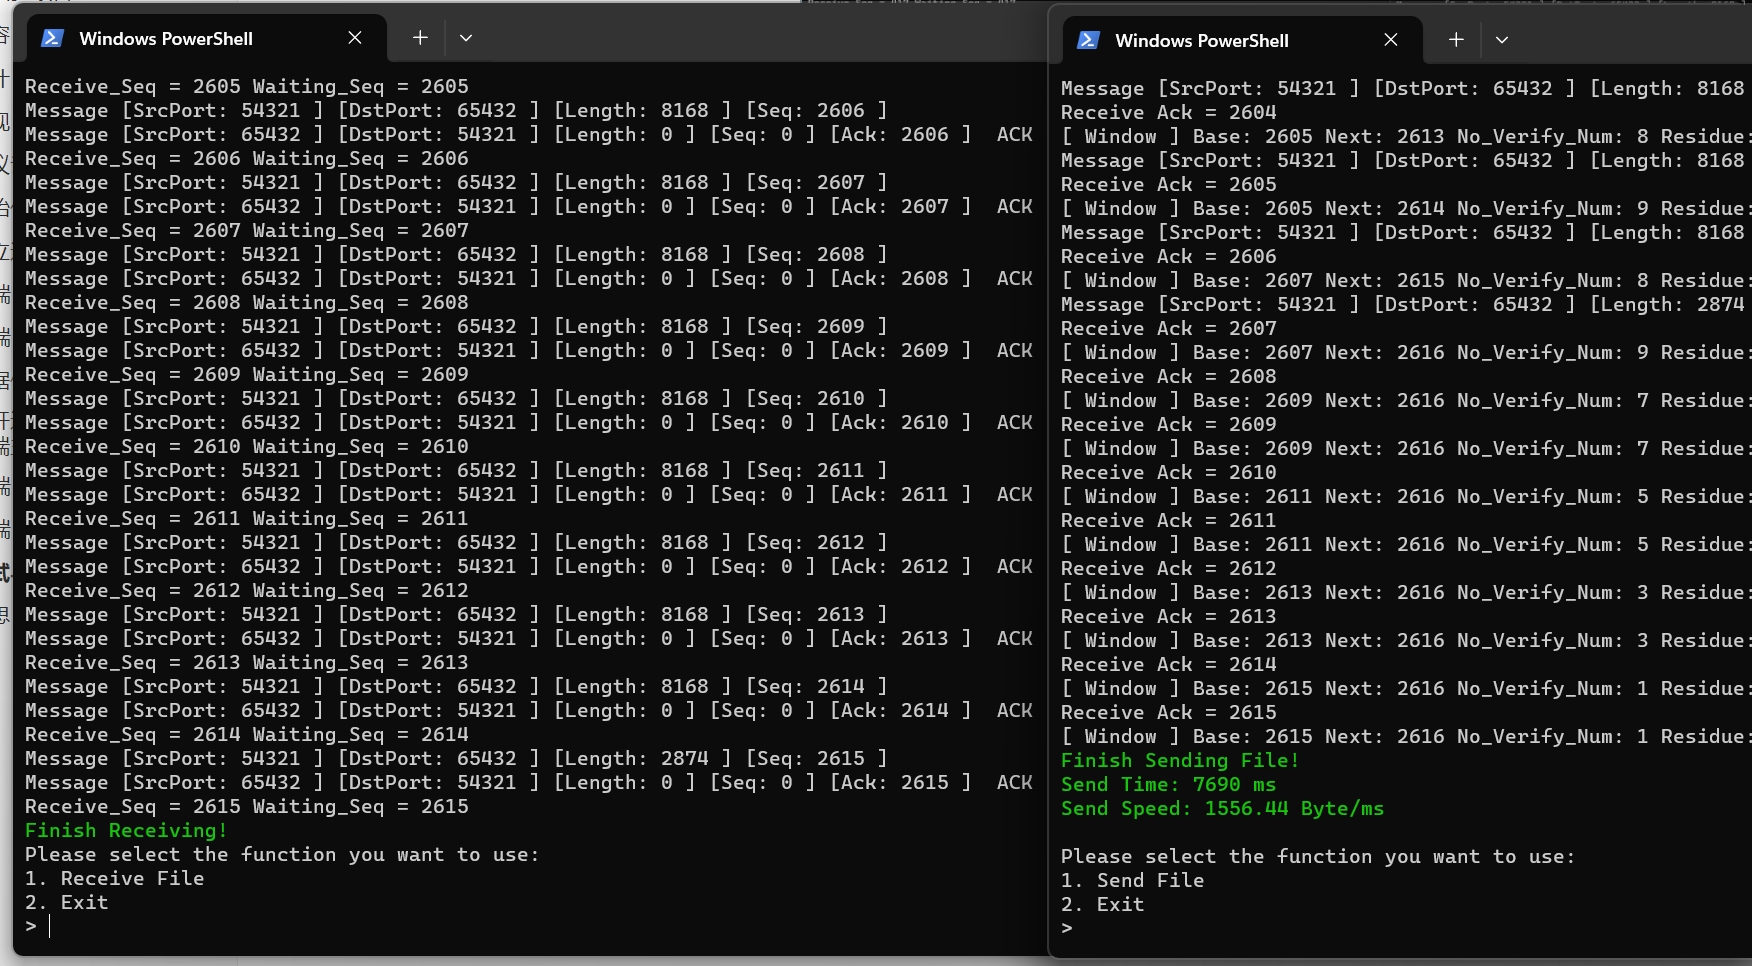 Windows PowerShell
Receive_Seq = 2605 Waiting_Seq = 2605
Message [SrcPort: 54321 ] [DstPort: 65432 ] [Length: 8168 ] [Seq: 2606 ]
Message [SrcPort: 65432 ] [DstPort: 54321 ] [Length: 0 ] [Seq: 0 ] [Ack: 2606 ]  ACK
Receive_Seq = 2606 Waiting_Seq = 2606
Message [SrcPort: 54321 ] [DstPort: 65432 ] [Length: 8168 ] [Seq: 2607 ]
Message [SrcPort: 65432 ] [DstPort: 54321 ] [Length: 0 ] [Seq: 0 ] [Ack: 2607 ]  ACK
Receive_Seq = 2607 Waiting_Seq = 2607
Message [SrcPort: 54321 ] [DstPort: 65432 ] [Length: 8168 ] [Seq: 2608 ]
Message [SrcPort: 65432 ] [DstPort: 54321 ] [Length: 0 ] [Seq: 0 ] [Ack: 2608 ]  ACK
Receive_Seq = 2608 Waiting_Seq = 2608
Message [SrcPort: 54321 ] [DstPort: 65432 ] [Length: 8168 ] [Seq: 2609 ]
Message [SrcPort: 65432 ] [DstPort: 54321 ] [Length: 0 ] [Seq: 0 ] [Ack: 2609 ]  ACK
Receive_Seq = 2609 Waiting_Seq = 2609
Message [SrcPort: 54321 ] [DstPort: 65432 ] [Length: 8168 ] [Seq: 2610 ]
Message [SrcPort: 65432 ] [DstPort: 54321 ] [Length: 0 ] [Seq: 0 ] [Ack: 2610 ]  ACK
Receive_Seq = 2610 Waiting_Seq = 2610
Message [SrcPort: 54321 ] [DstPort: 65432 ] [Length: 8168 ] [Seq: 2611 ]
Message [SrcPort: 65432 ] [DstPort: 54321 ] [Length: 0 ] [Seq: 0 ] [Ack: 2611 ]  ACK
Receive_Seq = 2611 Waiting_Seq = 2611
Message [SrcPort: 54321 ] [DstPort: 65432 ] [Length: 8168 ] [Seq: 2612 ]
Message [SrcPort: 65432 ] [DstPort: 54321 ] [Length: 0 ] [Seq: 0 ] [Ack: 2612 ]  ACK
Receive_Seq = 2612 Waiting_Seq = 2612
Message [SrcPort: 54321 ] [DstPort: 65432 ] [Length: 8168 ] [Seq: 2613 ]
Message [SrcPort: 65432 ] [DstPort: 54321 ] [Length: 0 ] [Seq: 0 ] [Ack: 2613 ]  ACK
Receive_Seq = 2613 Waiting_Seq = 2613
Message [SrcPort: 54321 ] [DstPort: 65432 ] [Length: 8168 ] [Seq: 2614 ]
Message [SrcPort: 65432 ] [DstPort: 54321 ] [Length: 0 ] [Seq: 0 ] [Ack: 2614 ]  ACK
Receive_Seq = 2614 Waiting_Seq = 2614
Message [SrcPort: 54321 ] [DstPort: 65432 ] [Length: 2874 ] [Seq: 2615 ]
Message [SrcPort: 65432 ] [DstPort: 54321 ] [Length: 0 ] [Seq: 0 ] [Ack: 2615 ]  ACK
Receive_Seq = 2615 Waiting_Seq = 2615
Finish Receiving!
Please select the function you want to use:
1. Receive File
2. Exit
>
Windows PowerShell
Message [SrcPort: 54321 ] [DstPort: 65432 ] [Length: 8168
Receive Ack = 2604
[ Window ] Base: 2605 Next: 2613 No_Verify_Num: 8 Residue:
Message [SrcPort: 54321 ] [DstPort: 65432 ] [Length: 8168
Receive Ack = 2605
[ Window ] Base: 2605 Next: 2614 No_Verify_Num: 9 Residue:
Message [SrcPort: 54321 ] [DstPort: 65432 ] [Length: 8168
Receive Ack = 2606
[ Window ] Base: 2607 Next: 2615 No_Verify_Num: 8 Residue:
Message [SrcPort: 54321 ] [DstPort: 65432 ] [Length: 2874
Receive Ack = 2607
[ Window ] Base: 2607 Next: 2616 No_Verify_Num: 9 Residue:
Receive Ack = 2608
[ Window ] Base: 2609 Next: 2616 No_Verify_Num: 7 Residue:
Receive Ack = 2609
[ Window ] Base: 2609 Next: 2616 No_Verify_Num: 7 Residue:
Receive Ack = 2610
[ Window ] Base: 2611 Next: 2616 No_Verify_Num: 5 Residue:
Receive Ack = 2611
[ Window ] Base: 2611 Next: 2616 No_Verify_Num: 5 Residue:
Receive Ack = 2612
[ Window ] Base: 2613 Next: 2616 No_Verify_Num: 3 Residue:
Receive Ack = 2613
[ Window ] Base: 2613 Next: 2616 No_Verify_Num: 3 Residue:
Receive Ack = 2614
[ Window ] Base: 2615 Next: 2616 No_Verify_Num: 1 Residue:
Receive Ack = 2615
[ Window ] Base: 2615 Next: 2616 No_Verify_Num: 1 Residue:
Finish Sending File!
Send Time: 7690 ms
Send Speed: 1556.44 Byte/ms
Please select the function you want to use:
1. Send File
2. Exit
>